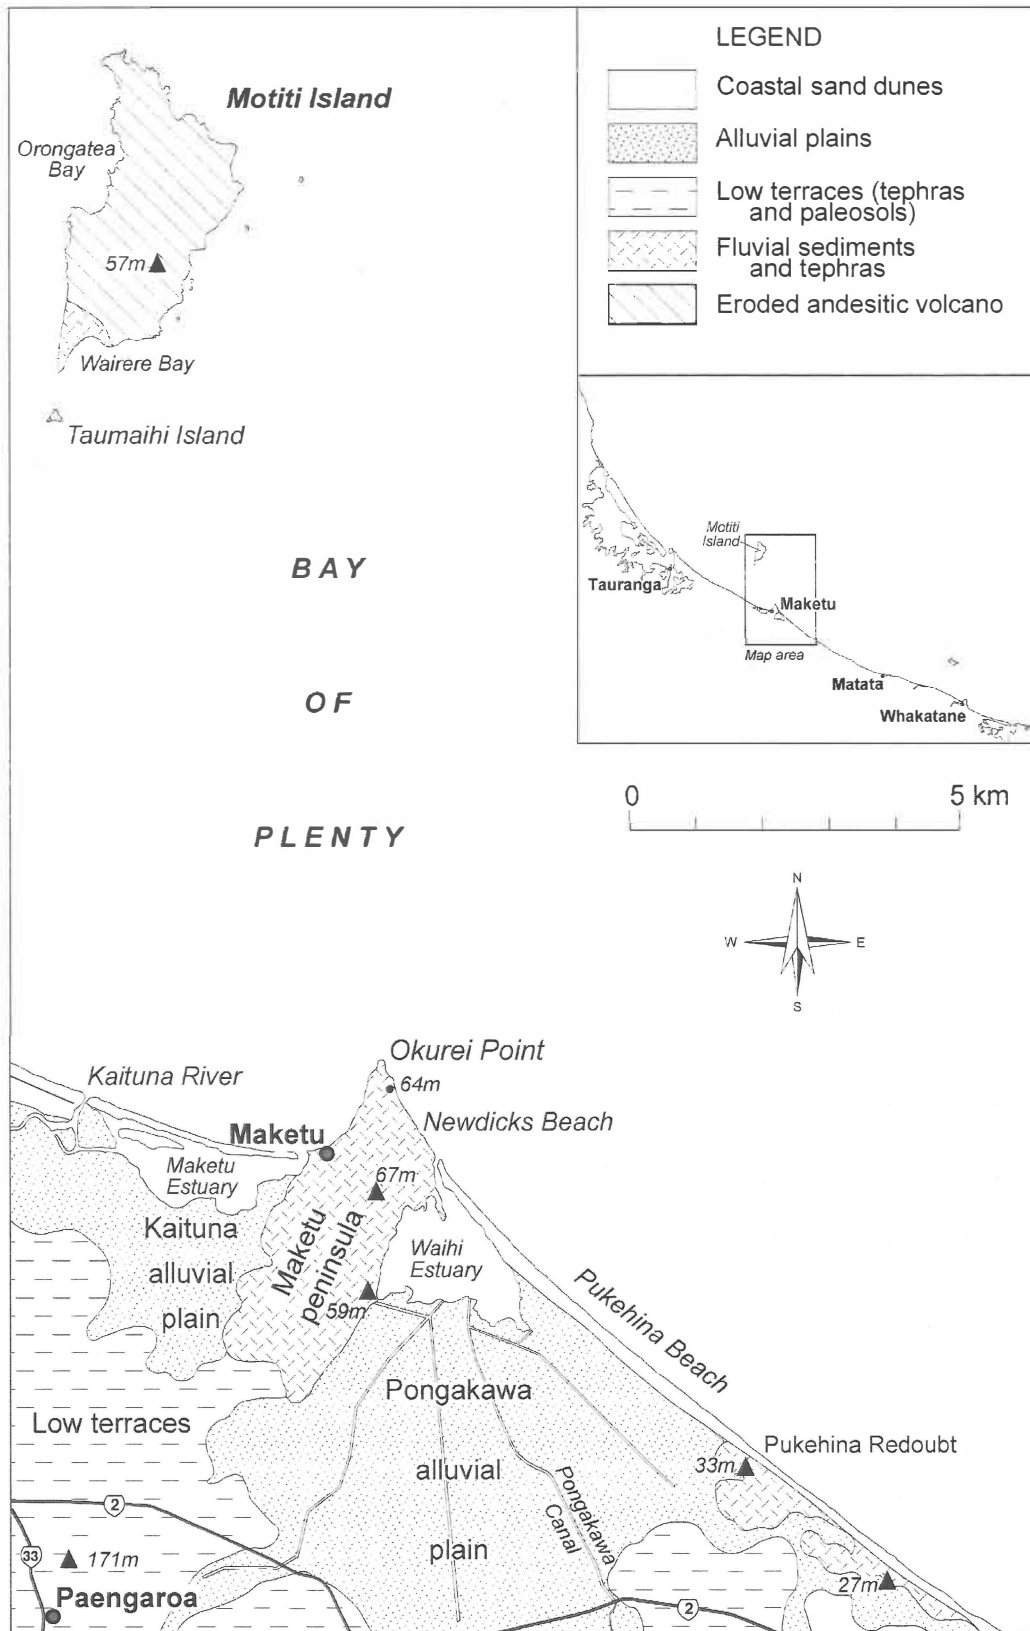 LEGEND
Coastal sand dunes
Alluvial plains
Low terraces (tephras
and paleosols)
Fluvial sediments
and tephras
Eroded andesitic volcano
Motiti Island
Orongatea
Bay
57m
Wairere Bay
Taumaihi Island
BAY
OF
PLENTY
Motiti
Island
Tauranga
Maketu
Map area
Matata
Whakatane
0 5 km
N
W E
S
Okurei Point
64m
Kaituna River
Newdicks Beach
Maketu
Maketu
Estuary
67m
Kaituna
alluvial
plain
Maketu
peninsula
Waihi
Estuary
59m
Pukehina Beach
Pongakawa
alluvial
plain
Low terraces
Pukehina Redoubt
33m
Pongakawa
Canal
2
33
171m
Paengaroa
27m
2